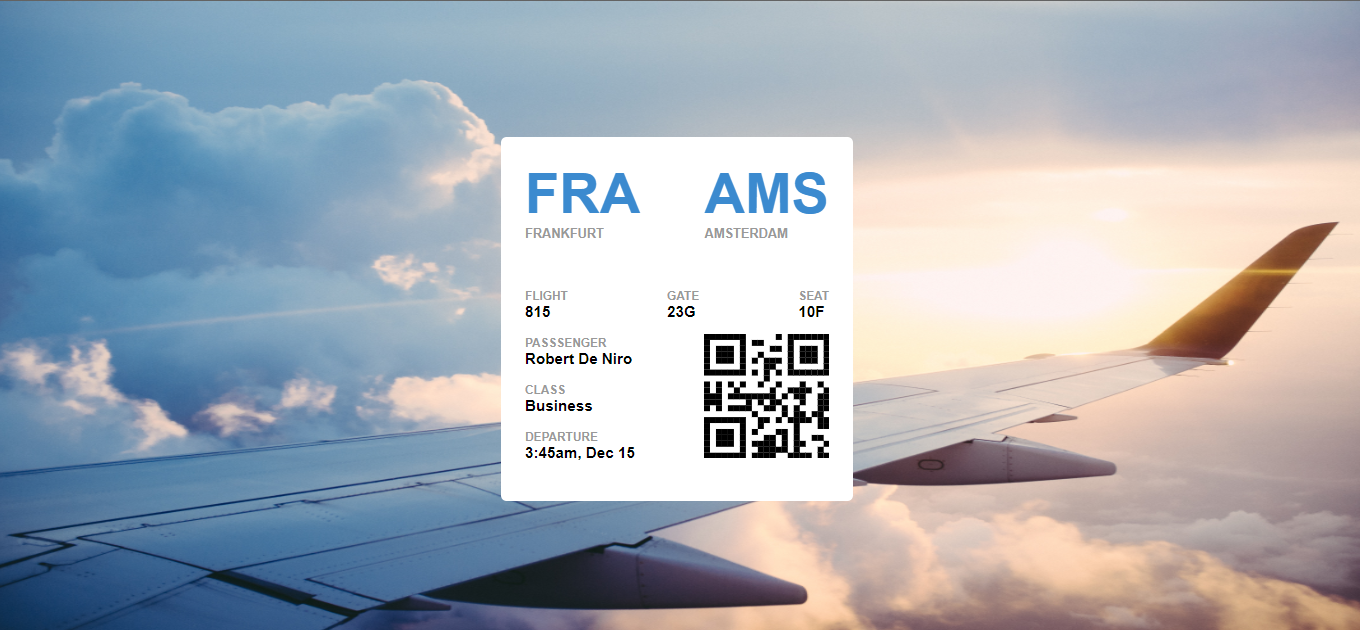 FRA AMS
FRANKFURT AMSTERDAM
FLIGHT GATE SEAT
815 23G 10F
PASSSENGER
Robert De Niro
CLASS
Business
DEPARTURE
3:45am, Dec 15